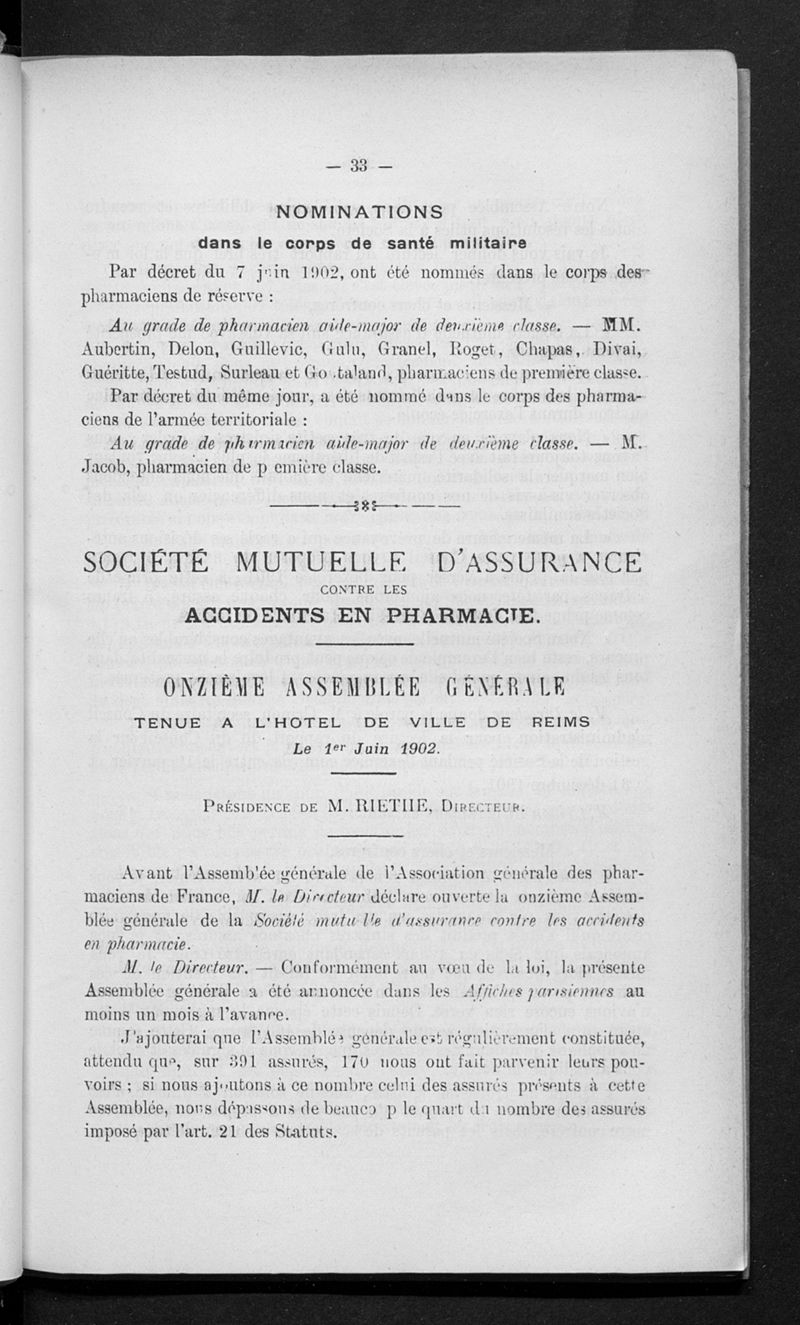 — 33 —
NOMINATIONS
dans le corps de santé militaire
Par décret du 7 juin 1902, ont été nommés dans le corps des
pharmaciens de réserve :
Au grade de pharmacien aide-major de deuxième classe. — MM.
Aubertin, Delon, Guillevic, Gulu, Granel, Roget, Chapas, Divai,
Guéritte, Testud, Surleau et , pharmaciens de première classe.
Par décret du même jour, a été nommé dans le corps des pharma-
ciens de l'armée territoriale :
Au grade de pharmacien aide-major de deuxième classe. — M.
Jacob, pharmacien de p emière classe.
SOCIÉTÉ MUTUELLE D'ASSURANCE
CONTRE LES
ACCIDENTS EN PHARMACIE.
ONZIÈME ASSEMBLÉE GÉNÉRALE
TENUE A L'HOTEL DE VILLE DE REIMS
Le 1er Juin 1902.
PRÉSIDENCE DE M. RIETHE, DIRECTEUR.
Avant l'Assemb'ée générale de l'Association générale des phar-
maciens de France, M. le Directeur déclare ouverte la onzième Assem-
blée générale de la Société mutuelle d'assurance contre les accidents
en pharmacie.
M. le Directeur. — Conformément au vœu de la loi, la présente
Assemblée générale a été annoncée dans les Affiches parisiennes au
moins un mois à l'avance.
J'ajouterai que l'Assemblée générale est régulièrement constituée,
attendu que, sur 391 assurés, 170 nous ont fait parvenir leurs pou-
voirs ; si nous ajoutons à ce nombre celui des assurés présents à cette
Assemblée, nous dépassons de beauco p le quart du nombre des assurés
imposé par l'art. 21 des Statuts.